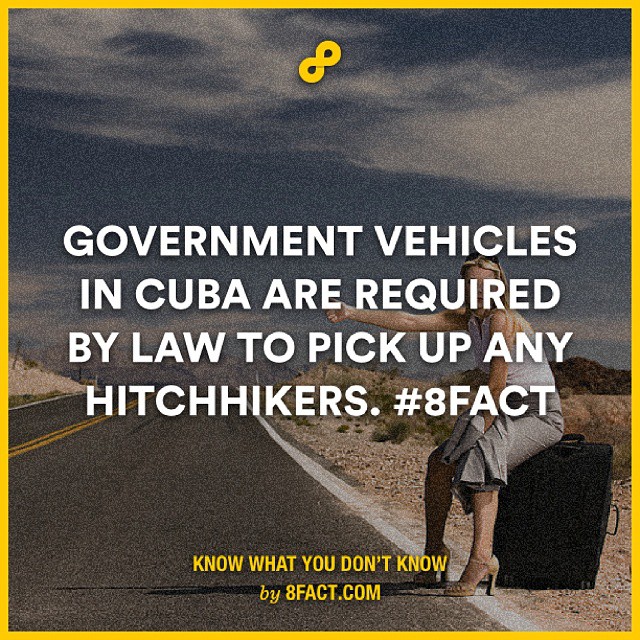 GOVERNMENT VEHICLES
IN CUBA ARE REQUIRED
BY LAW TO PICK UP ANY
HITCHHIKERS. #8FACT
KNOW WHAT YOU DON'T KNOW
by 8FACT.COM